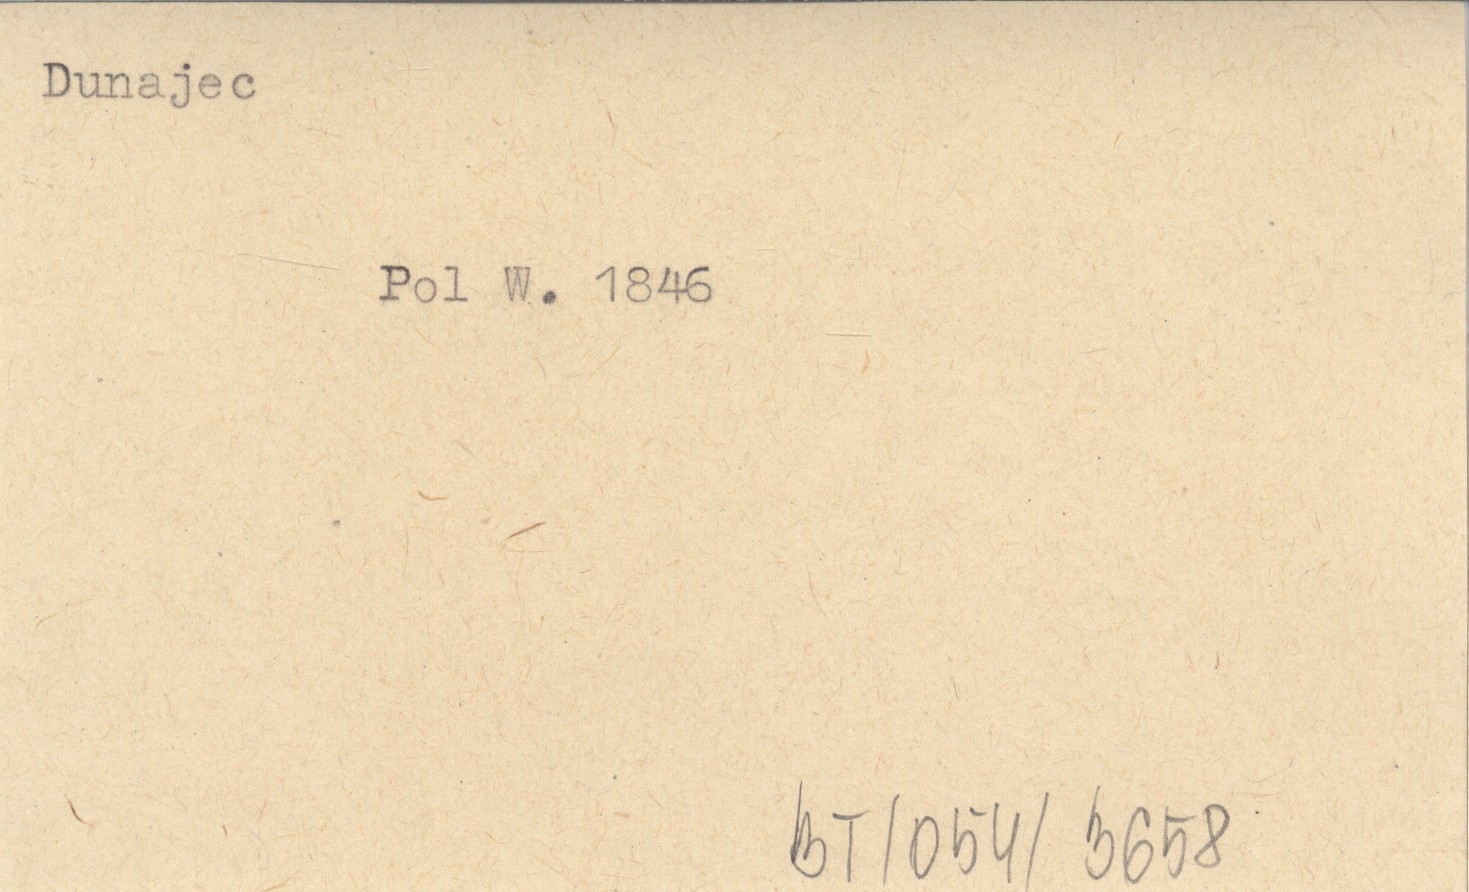 Dunajec
Pol W. 1846
BT/054/3658